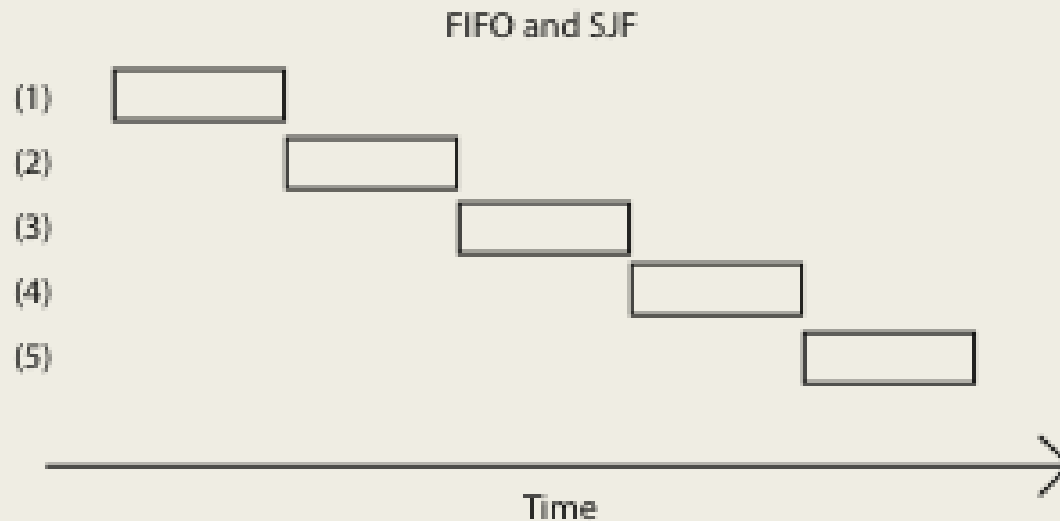 FIFO and SJF
(1)
(2)
(3)
(4)
(5)
Time